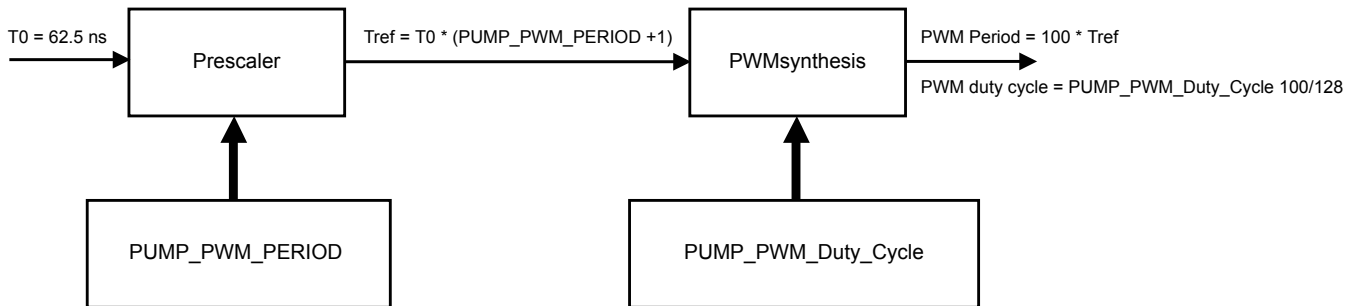 T0 = 62.5 ns
Prescaler
Tref = T0 * (PUMP_PWM_PERIOD +1)
PWMsynthesis
PWM Period = 100 * Tref
PWM duty cycle = PUMP_PWM_Duty_Cycle 100/128
PUMP_PWM_PERIOD
PUMP_PWM_Duty_Cycle